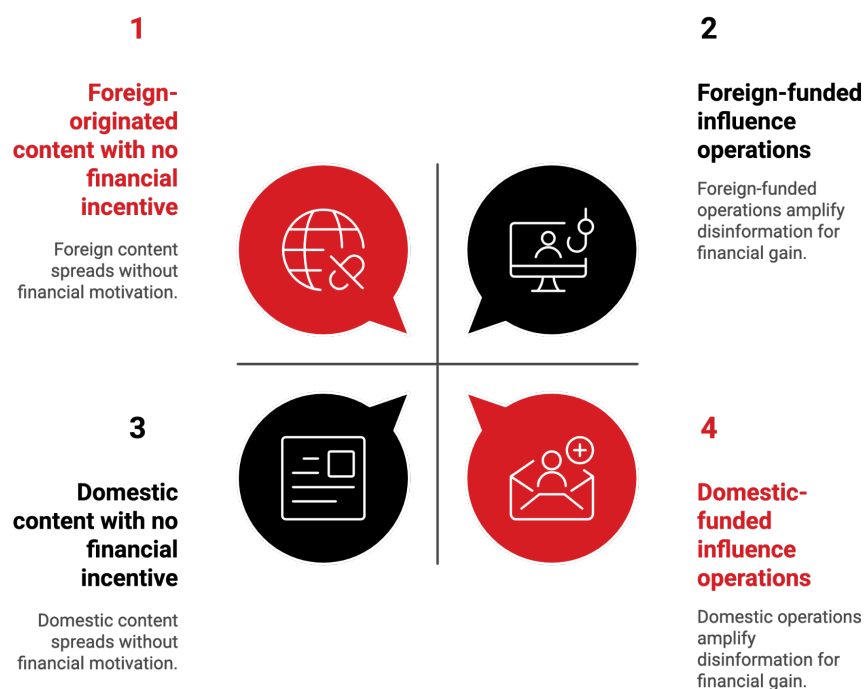 1
Foreign-
originated
content with no
financial
incentive
Foreign content
spreads without
financial motivation.
2
Foreign-funded
influence
operations
Foreign-funded
operations amplify
disinformation for
financial gain.
3
Domestic
content with no
financial
incentive
Domestic content
spreads without
financial motivation.
4
Domestic-
funded
influence
operations
Domestic operations
amplify
disinformation for
financial gain.